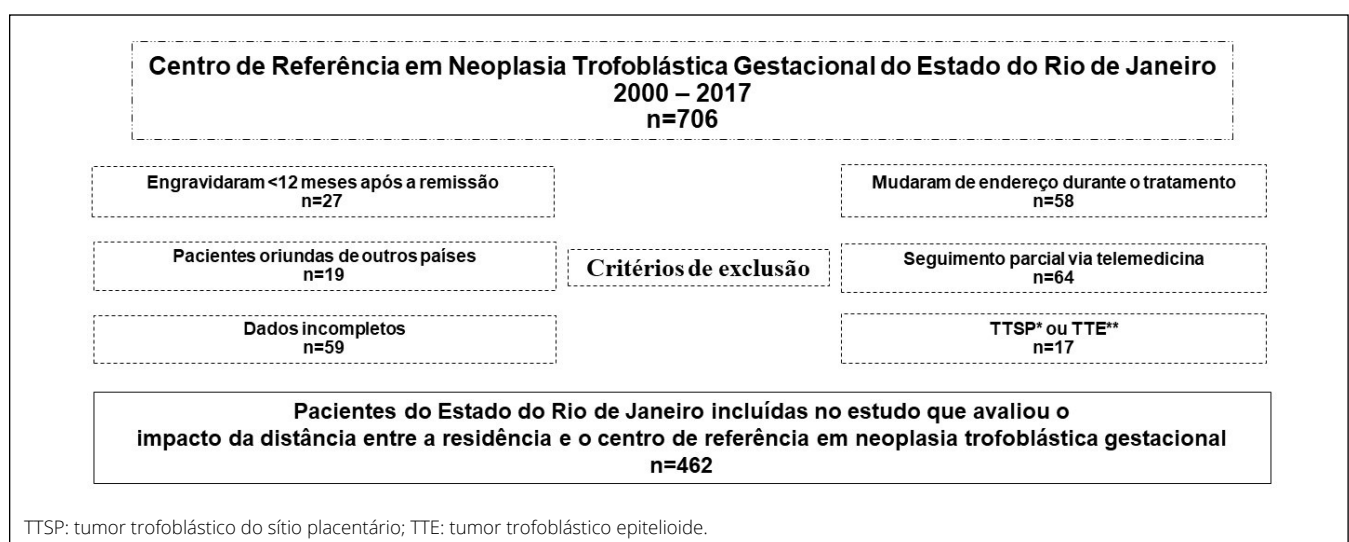 Centro de Referência em Neoplasia Trofoblástica Gestacional do Estado do Rio de Janeiro
2000 – 2017
n=706
Engravidaram <12 meses após a remissão
n=27
Mudaram de endereço durante o tratamento
n=58
Pacientes oriundas de outros países
n=19
Critérios de exclusão
Seguimento parcial via telemedicina
n=64
Dados incompletos
n=59
TTSP* ou TTE**
n=17
Pacientes do Estado do Rio de Janeiro incluídas no estudo que avaliou o
impacto da distância entre a residência e o centro de referência em neoplasia trofoblástica gestacional
n=462
TTSP: tumor trofoblástico do sítio placentário; TTE: tumor trofoblástico epitelioide.